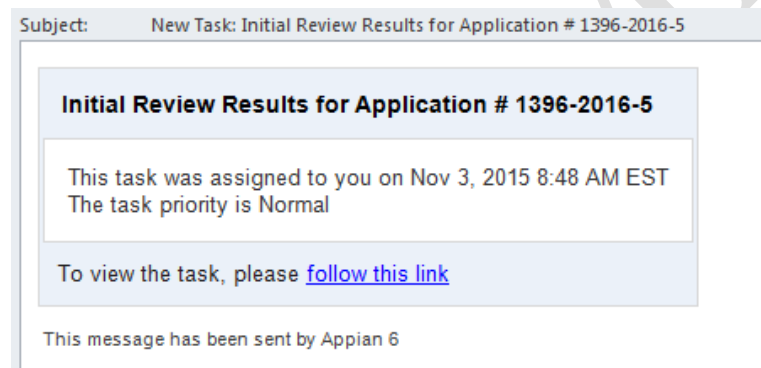 Subject: New Task: Initial Review Results for Application # 1396-2016-5
Initial Review Results for Application # 1396-2016-5
This task was assigned to you on Nov 3, 2015 8:48 AM EST
The task priority is Normal
To view the task, please follow this link
This message has been sent by Appian 6